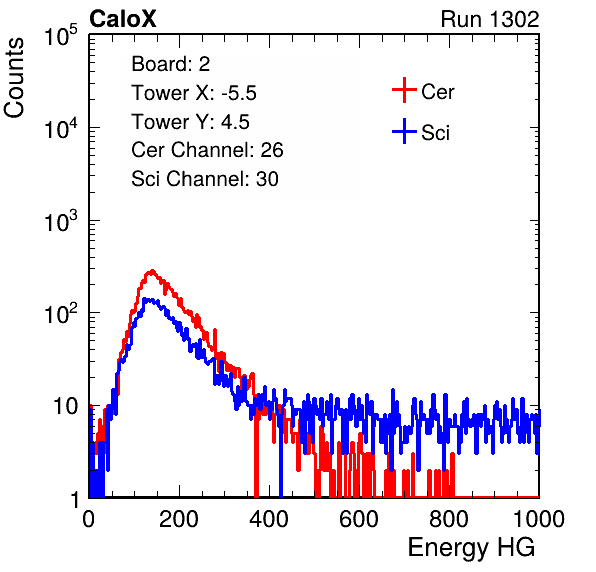 CaloX Run 1302
Counts
10^5
10^4
10^3
10^2
10
1
Board: 2
Tower X: -5.5
Tower Y: 4.5
Cer Channel: 26
Sci Channel: 30
Cer
Sci
0 200 400 600 800 1000
Energy HG